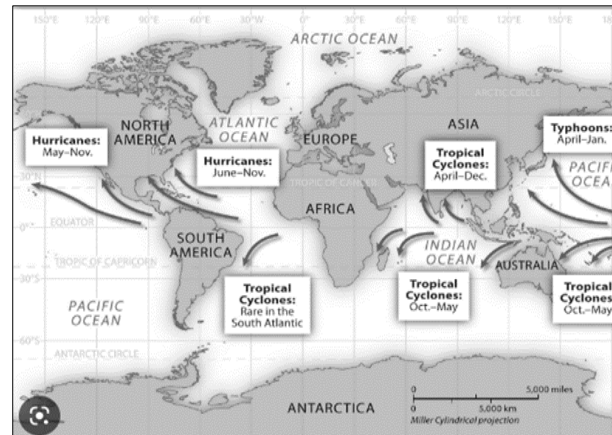 150°E
150°W
120°W
90°W
60°W
30°W
0°
30°E
60°E
90°E
120°E
150°E
ARCTIC OCEAN
ARCTIC CIRCLE
NORTH
AMERICA
ATLANTIC
OCEAN
EUROPE
ASIA
Typhoons:
April–Jan.
Hurricanes:
May–Nov.
Hurricanes:
June–Nov.
Tropical
Cyclones:
April–Dec.
PACIFIC
OCEAN
30°N
TROPIC OF CANCER
AFRICA
0°
EQUATOR
SOUTH
AMERICA
INDIAN
OCEAN
AUSTRALIA
30°S
TROPIC OF CAPRICORN
Tropical
Cyclones:
Rare in the
South Atlantic
Tropical
Cyclones:
Oct.–May
Tropical
Cyclones
Oct.–May
PACIFIC
OCEAN
60°S
ANTARCTIC CIRCLE
0
5,000 miles
0
5,000 km
Miller Cylindrical projection
ANTARCTICA